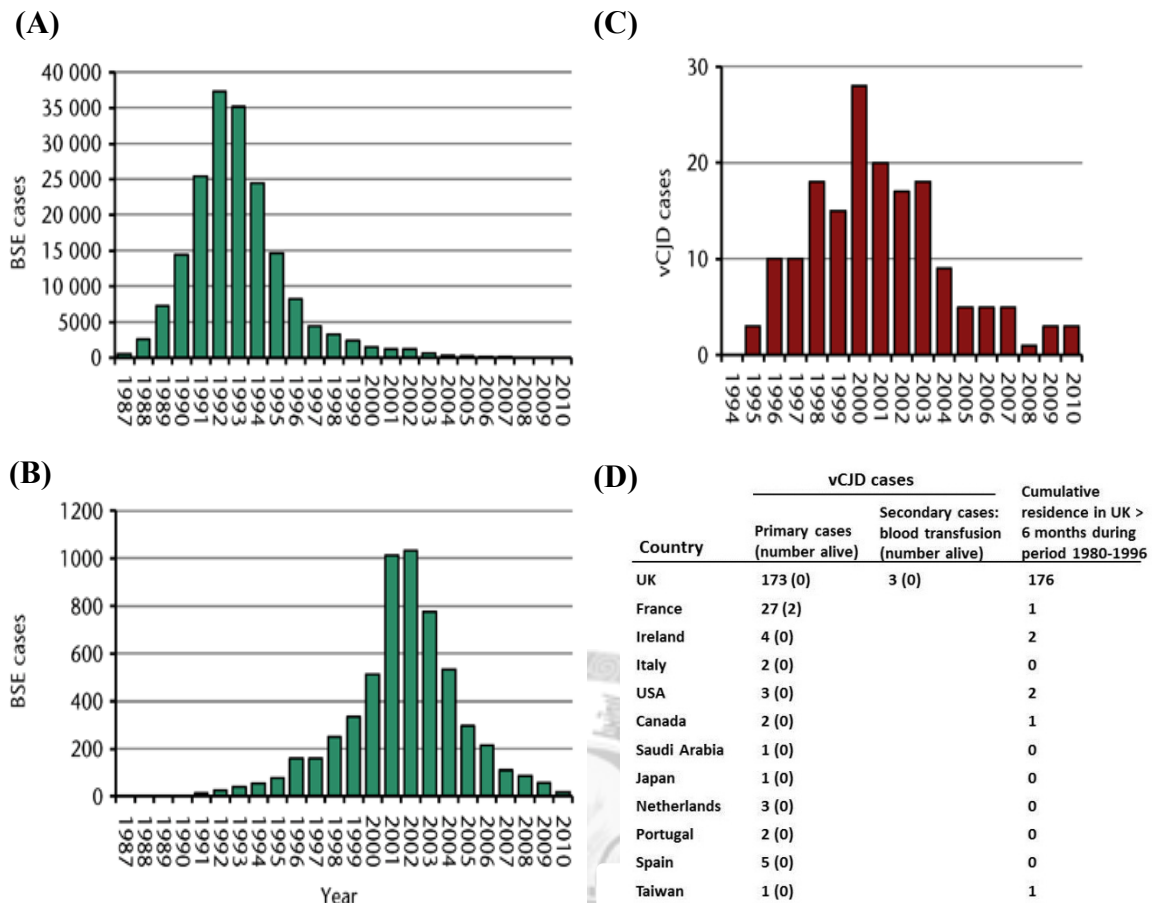 (A)
BSE cases
40 000
35 000
30 000
25 000
20 000
15 000
10 000
5000
0
1987
1988
1989
1990
1991
1992
1993
1994
1995
1996
1997
1998
1999
2000
2001
2002
2003
2004
2005
2006
2007
2008
2009
2010
(B)
BSE cases
1200
1000
800
600
400
200
0
1987
1988
1989
1990
1991
1992
1993
1994
1995
1996
1997
1998
1999
2000
2001
2002
2003
2004
2005
2006
2007
2008
2009
2010
Year
(C)
vCJD cases
30
20
10
0
1994
1995
1996
1997
1998
1999
2000
2001
2002
2003
2004
2005
2006
2007
2008
2009
2010
(D)
vCJD cases
Country
Primary cases
(number alive)
Secondary cases:
blood transfusion
(number alive)
Cumulative
residence in UK >
6 months during
period 1980-1996
UK 173 (0) 3 (0) 176
France 27 (2) 1
Ireland 4 (0) 2
Italy 2 (0) 0
USA 3 (0) 2
Canada 2 (0) 1
Saudi Arabia 1 (0) 0
Japan 1 (0) 0
Netherlands 3 (0) 0
Portugal 2 (0) 0
Spain 5 (0) 0
Taiwan 1 (0) 1